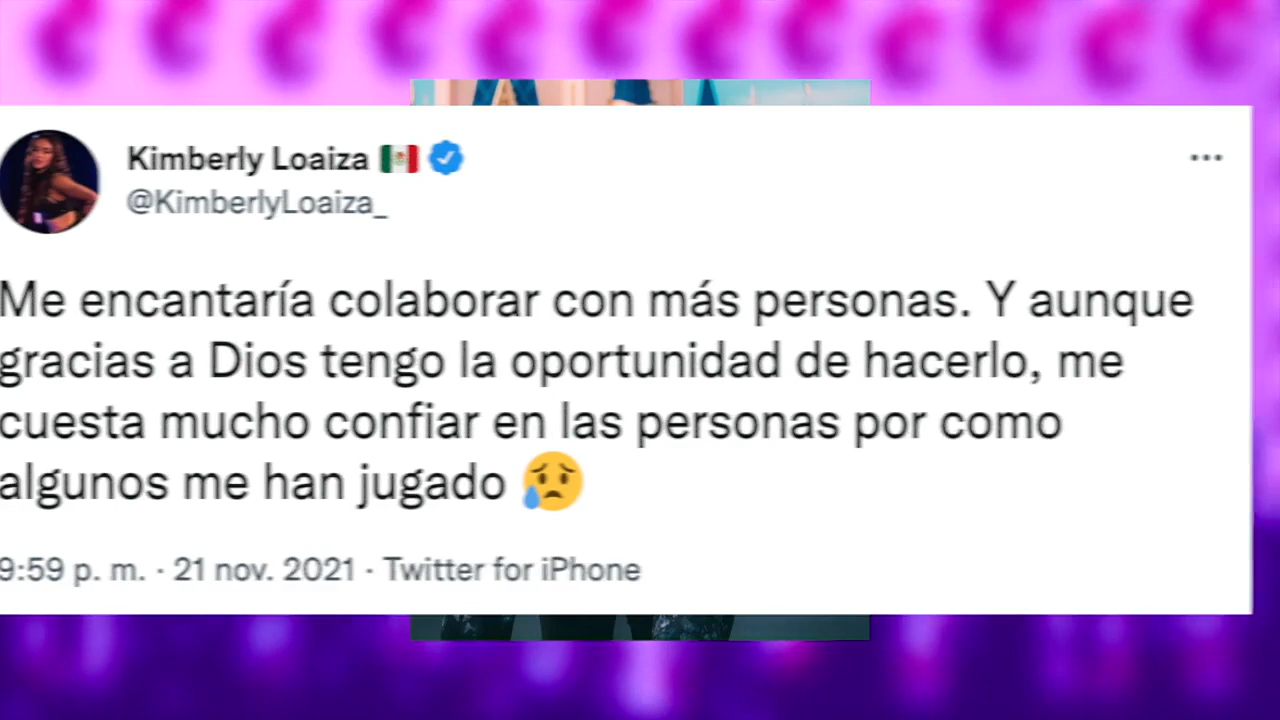 Kimberly Loaiza 🇲🇽
@KimberlyLoaiza_
Me encantaría colaborar con más personas. Y aunque
gracias a Dios tengo la oportunidad de hacerlo, me
cuesta mucho confiar en las personas por como
algunos me han jugado 😥
9:59 p. m. · 21 nov. 2021 · Twitter for iPhone